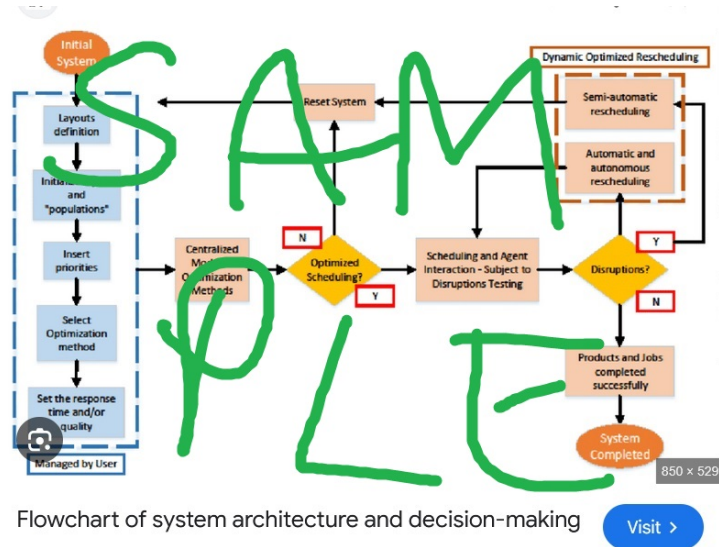 Initial
System
Dynamic Optimized Rescheduling
Layouts
definition
Reset System
Semi-automatic
rescheduling
and
"populations"
Automatic and
autonomous
rescheduling
Insert
priorities
Centralized
Optimization
Methods
N
Optimized
Scheduling?
Y
Scheduling and Agent
Interaction - Subject to
Disruptions Testing
Disruptions?
Y
N
Select
Optimization
method
Set the response
time and/or
quality
Managed by User
Products and Jobs
completed
successfully
System
Completed
SAM
PLE
850 × 529
Flowchart of system architecture and decision-making
Visit >